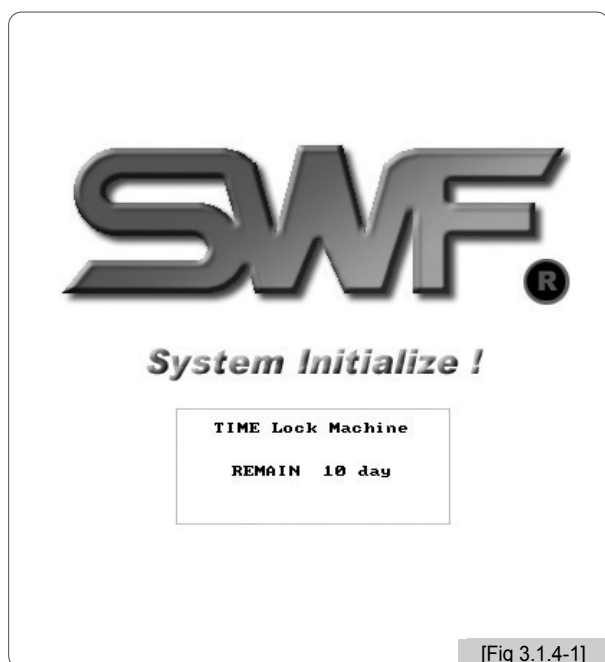 SWF
R
System Initialize !
TIME Lock Machine
REMAIN 10 day
[Fig 3.1.4-1]